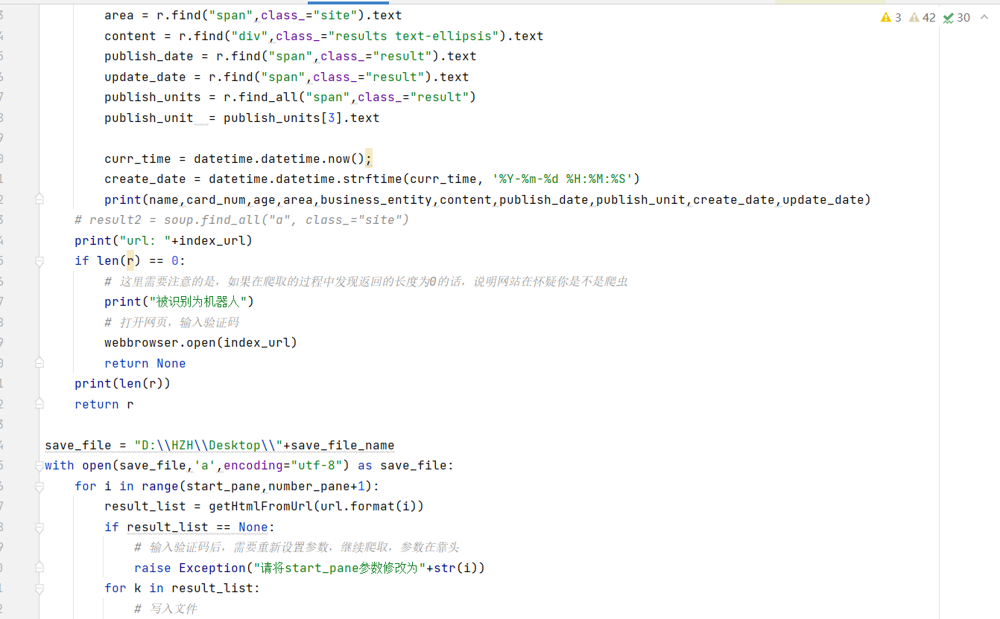 3 42 30
area = r.find("span",class_="site").text
content = r.find("div",class_="results text-ellipsis").text
publish_date = r.find("span",class_="result").text
update_date = r.find("span",class_="result").text
publish_units = r.find_all("span",class_="result")
publish_unit  = publish_units[3].text
curr_time = datetime.datetime.now();
create_date = datetime.datetime.strftime(curr_time, '%Y-%m-%d %H:%M:%S')
print(name,card_num,age,area,business_entity,content,publish_date,publish_unit,create_date,update_date)
# result2 = soup.find_all("a", class_="site")
print("url: "+index_url)
if len(r) == 0:
# 这里需要注意的是，如果在爬取的过程中发现返回的长度为0的话，说明网站在怀疑你是不是爬虫
print("被识别为机器人")
# 打开网页，输入验证码
webbrowser.open(index_url)
return None
print(len(r))
return r
save_file = "D:\\HZH\\Desktop\\"+save_file_name
with open(save_file,'a',encoding="utf-8") as save_file:
for i in range(start_pane,number_pane+1):
result_list = getHtmlFromUrl(url.format(i))
if result_list == None:
# 输入验证码后，需要重新设置参数，继续爬取，参数在靠头
raise Exception("请将start_pane参数修改为"+str(i))
for k in result_list:
# 写入文件